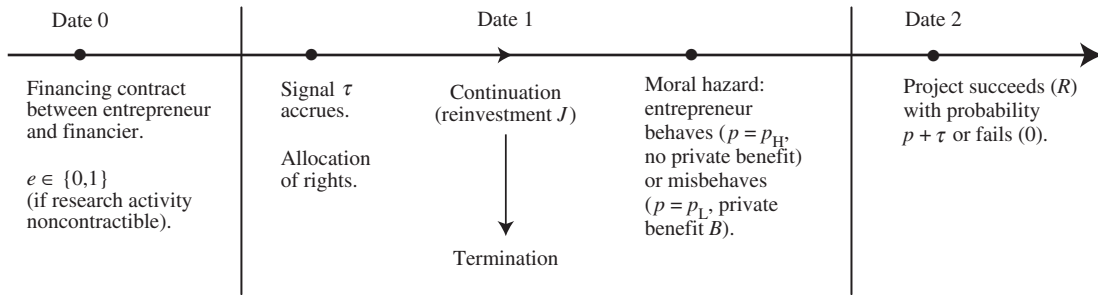 Date 0
Date 1
Date 2
Financing contract
between entrepreneur
and financier.
e ∈ {0,1}
(if research activity
noncontractible).
Signal τ
accrues.
Allocation
of rights.
Continuation
(reinvestment J)
Termination
Moral hazard:
entrepreneur
behaves (p = p_H,
no private benefit)
or misbehaves
(p = p_L, private
benefit B).
Project succeeds (R)
with probability
p + τ or fails (0).